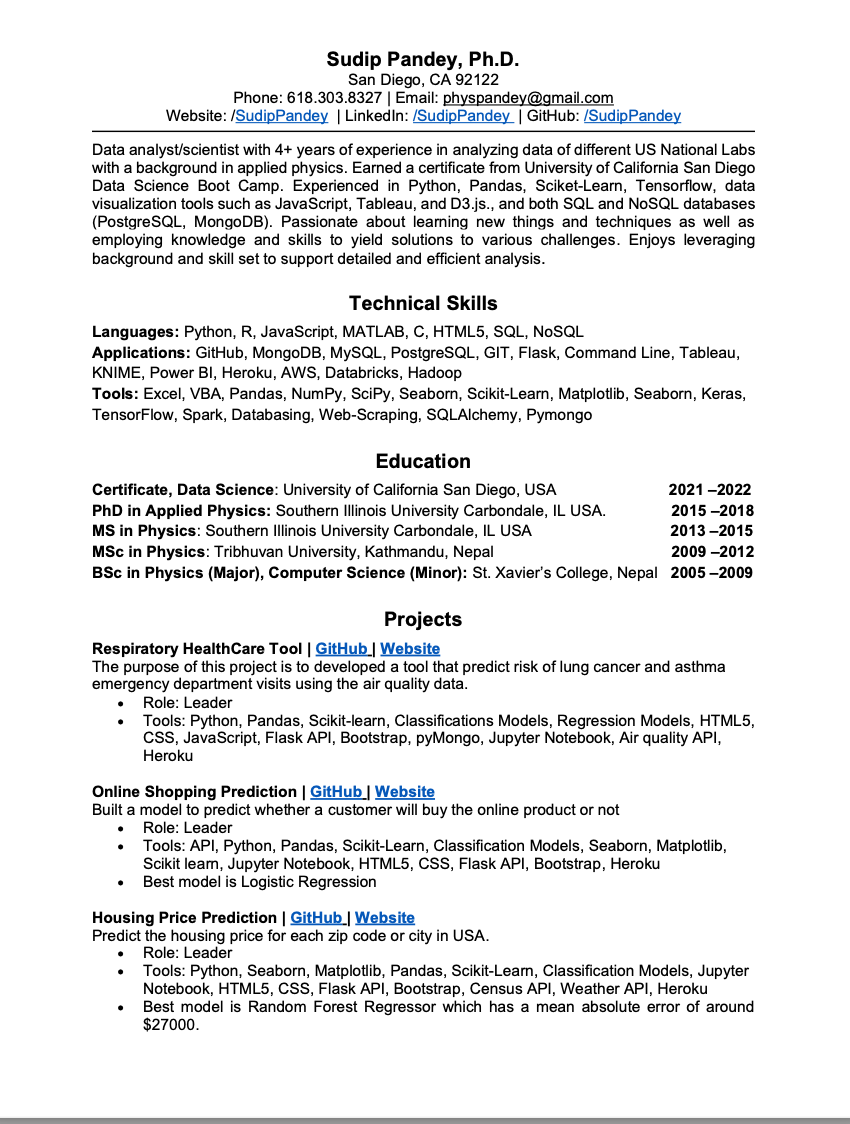 Sudip Pandey, Ph.D.
San Diego, CA 92122
Phone: 618.303.8327 | Email: physpandey@gmail.com
Website: /SudipPandey | LinkedIn: /SudipPandey | GitHub: /SudipPandey
Data analyst/scientist with 4+ years of experience in analyzing data of different US National Labs
with a background in applied physics. Earned a certificate from University of California San Diego
Data Science Boot Camp. Experienced in Python, Pandas, Sciket-Learn, Tensorflow, data
visualization tools such as JavaScript, Tableau, and D3.js., and both SQL and NoSQL databases
(PostgreSQL, MongoDB). Passionate about learning new things and techniques as well as
employing knowledge and skills to yield solutions to various challenges. Enjoys leveraging
background and skill set to support detailed and efficient analysis.
Technical Skills
Languages: Python, R, JavaScript, MATLAB, C, HTML5, SQL, NoSQL
Applications: GitHub, MongoDB, MySQL, PostgreSQL, GIT, Flask, Command Line, Tableau,
KNIME, Power BI, Heroku, AWS, Databricks, Hadoop
Tools: Excel, VBA, Pandas, NumPy, SciPy, Seaborn, Scikit-Learn, Matplotlib, Seaborn, Keras,
TensorFlow, Spark, Databasing, Web-Scraping, SQLAlchemy, Pymongo
Education
Certificate, Data Science: University of California San Diego, USA 2021 –2022
PhD in Applied Physics: Southern Illinois University Carbondale, IL USA. 2015 –2018
MS in Physics: Southern Illinois University Carbondale, IL USA 2013 –2015
MSc in Physics: Tribhuvan University, Kathmandu, Nepal 2009 –2012
BSc in Physics (Major), Computer Science (Minor): St. Xavier's College, Nepal 2005 –2009
Projects
Respiratory HealthCare Tool | GitHub | Website
The purpose of this project is to developed a tool that predict risk of lung cancer and asthma
emergency department visits using the air quality data.
• Role: Leader
• Tools: Python, Pandas, Scikit-learn, Classifications Models, Regression Models, HTML5,
CSS, JavaScript, Flask API, Bootstrap, pyMongo, Jupyter Notebook, Air quality API,
Heroku
Online Shopping Prediction | GitHub | Website
Built a model to predict whether a customer will buy the online product or not
• Role: Leader
• Tools: API, Python, Pandas, Scikit-Learn, Classification Models, Seaborn, Matplotlib,
Scikit learn, Jupyter Notebook, HTML5, CSS, Flask API, Bootstrap, Heroku
• Best model is Logistic Regression
Housing Price Prediction | GitHub | Website
Predict the housing price for each zip code or city in USA.
• Role: Leader
• Tools: Python, Seaborn, Matplotlib, Pandas, Scikit-Learn, Classification Models, Jupyter
Notebook, HTML5, CSS, Flask API, Bootstrap, Census API, Weather API, Heroku
• Best model is Random Forest Regressor which has a mean absolute error of around
$27000.